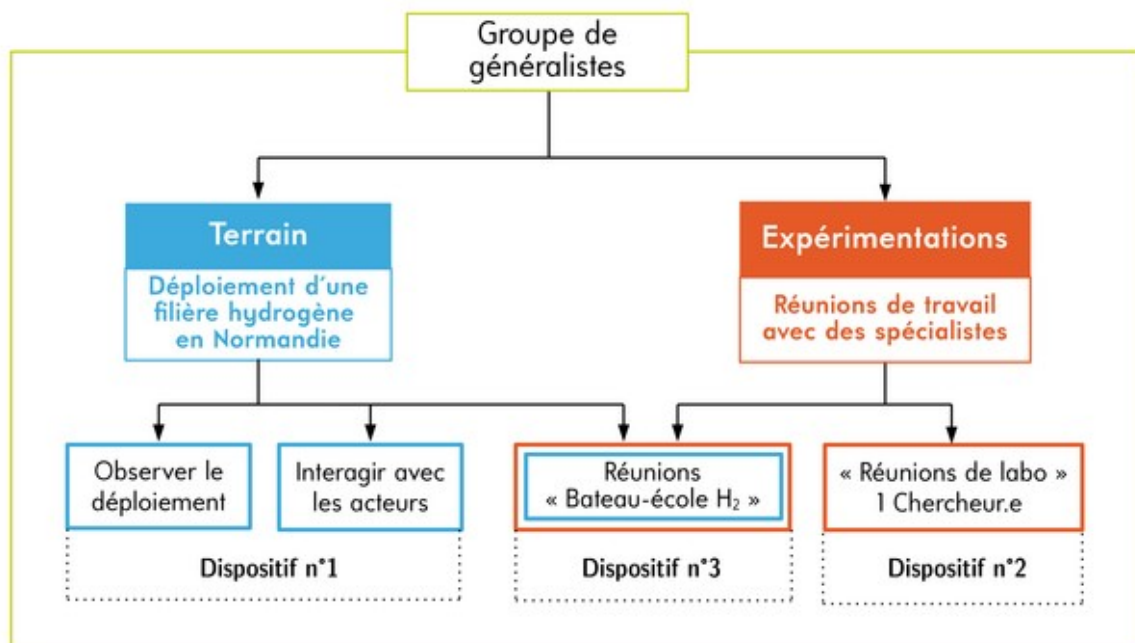 Groupe de
généralistes
Terrain
Déploiement d'une
filière hydrogène
en Normandie
Expérimentations
Réunions de travail
avec des spécialistes
Observer le
déploiement
Interagir avec
les acteurs
Réunions
« Bateau-école H₂ »
« Réunions de labo »
1 Chercheur.e
Dispositif n°1
Dispositif n°3
Dispositif n°2